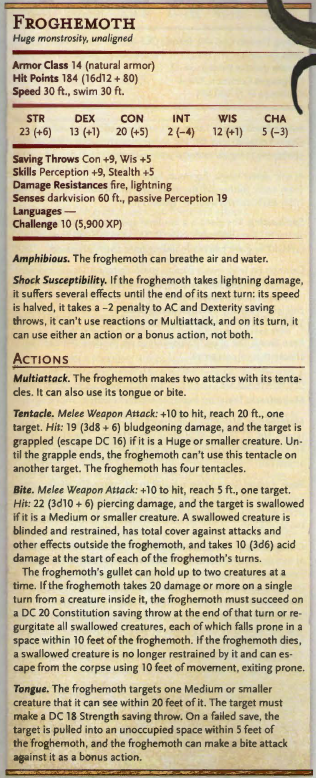 FROGHEMOTH
Huge monstrosity, unaligned
Armor Class 14 (natural armor)
Hit Points 184 (16d12 + 80)
Speed 30 ft., swim 30 ft.
STR DEX CON INT WIS CHA
23 (+6) 13 (+1) 20 (+5) 2 (−4) 12 (+1) 5 (−3)
Saving Throws Con +9, Wis +5
Skills Perception +9, Stealth +5
Damage Resistances fire, lightning
Senses darkvision 60 ft., passive Perception 19
Languages —
Challenge 10 (5,900 XP)
Amphibious. The froghemoth can breathe air and water.
Shock Susceptibility. If the froghemoth takes lightning damage,
it suffers several effects until the end of its next turn: its speed
is halved, it takes a −2 penalty to AC and Dexterity saving
throws, it can't use reactions or Multiattack, and on its turn, it
can use either an action or a bonus action, not both.
ACTIONS
Multiattack. The froghemoth makes two attacks with its tenta-
cles. It can also use its tongue or bite.
Tentacle. Melee Weapon Attack: +10 to hit, reach 20 ft., one
target. Hit: 19 (3d8 + 6) bludgeoning damage, and the target is
grappled (escape DC 16) if it is a Huge or smaller creature. Un-
til the grapple ends, the froghemoth can't use this tentacle on
another target. The froghemoth has four tentacles.
Bite. Melee Weapon Attack: +10 to hit, reach 5 ft., one target.
Hit: 22 (3d10 + 6) piercing damage, and the target is swallowed
if it is a Medium or smaller creature. A swallowed creature is
blinded and restrained, has total cover against attacks and
other effects outside the froghemoth, and takes 10 (3d6) acid
damage at the start of each of the froghemoth's turns.
The froghemoth's gullet can hold up to two creatures at a
time. If the froghemoth takes 20 damage or more on a single
turn from a creature inside it, the froghemoth must succeed on
a DC 20 Constitution saving throw at the end of that turn or re-
gurgitate all swallowed creatures, each of which falls prone in a
space within 10 feet of the froghemoth. If the froghemoth dies,
a swallowed creature is no longer restrained by it and can es-
cape from the corpse using 10 feet of movement, exiting prone.
Tongue. The froghemoth targets one Medium or smaller
creature that it can see within 20 feet of it. The target must
make a DC 18 Strength saving throw. On a failed save, the
target is pulled into an unoccupied space within 5 feet of
the froghemoth, and the froghemoth can make a bite attack
against it as a bonus action.